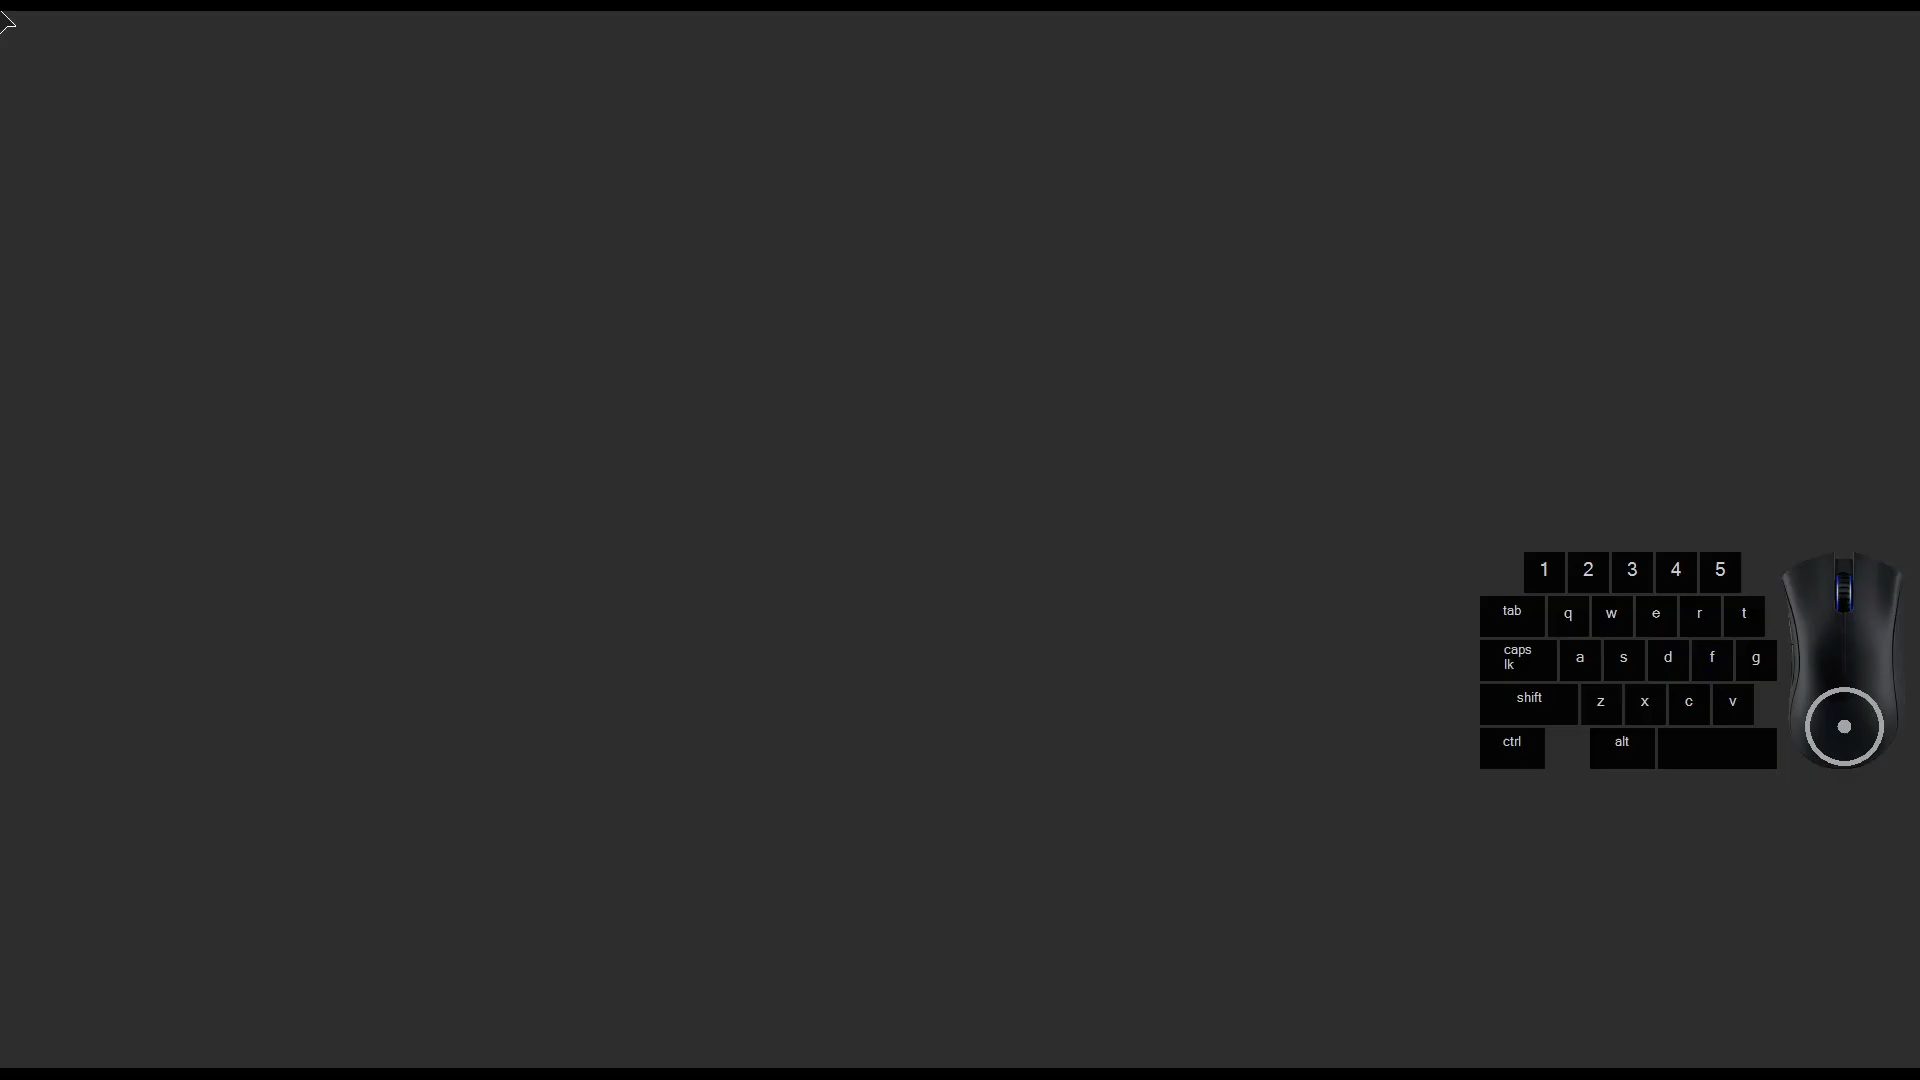 1 2 3 4 5
tab q w e r t
caps
lk a s d f g
shift z x c v
ctrl alt